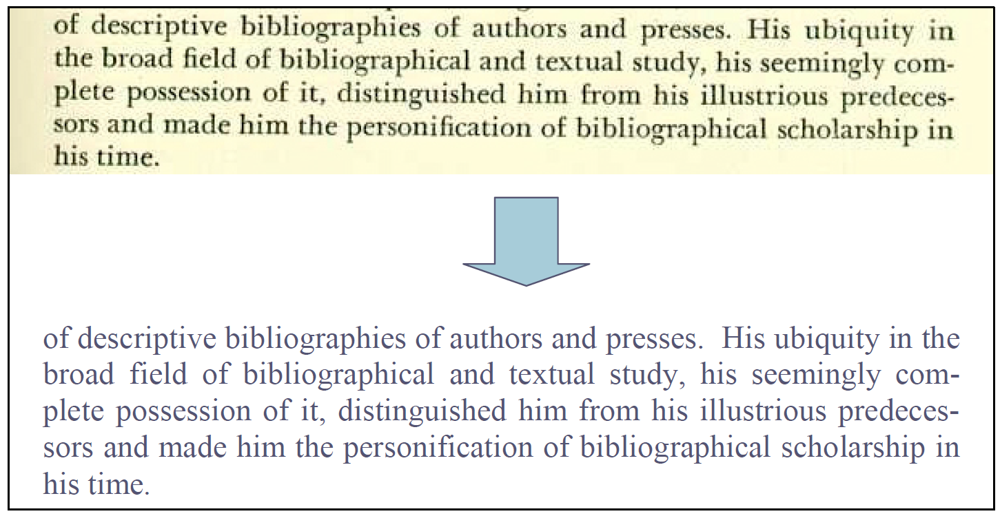 of descriptive bibliographies of authors and presses. His ubiquity in
the broad field of bibliographical and textual study, his seemingly com-
plete possession of it, distinguished him from his illustrious predeces-
sors and made him the personification of bibliographical scholarship in
his time.
of descriptive bibliographies of authors and presses.  His ubiquity in the
broad field of bibliographical and textual study, his seemingly com-
plete possession of it, distinguished him from his illustrious predeces-
sors and made him the personification of bibliographical scholarship in
his time.